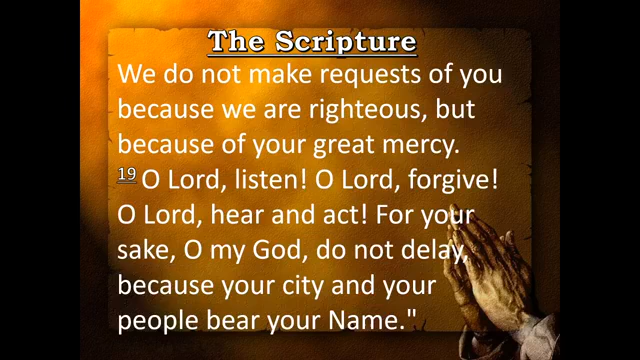 The Scripture
We do not make requests of you
because we are righteous, but
because of your great mercy.
19 O Lord, listen! O Lord, forgive!
O Lord, hear and act! For your
sake, O my God, do not delay,
because your city and your
people bear your Name."